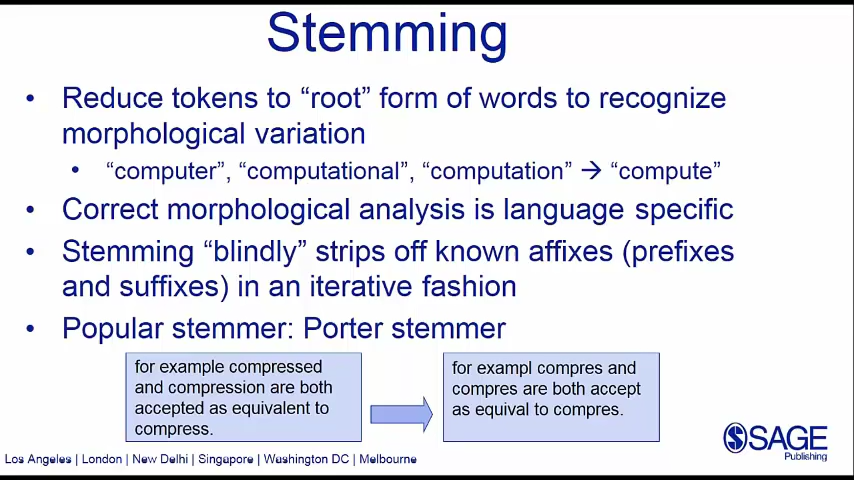 Stemming
• Reduce tokens to “root” form of words to recognize
morphological variation
• “computer”, “computational”, “computation” → “compute”
• Correct morphological analysis is language specific
• Stemming “blindly” strips off known affixes (prefixes
and suffixes) in an iterative fashion
• Popular stemmer: Porter stemmer
for example compressed
and compression are both
accepted as equivalent to
compress.
for exampl compres and
compres are both accept
as equival to compres.
SAGE
Publishing
Los Angeles | London | New Delhi | Singapore | Washington DC | Melbourne